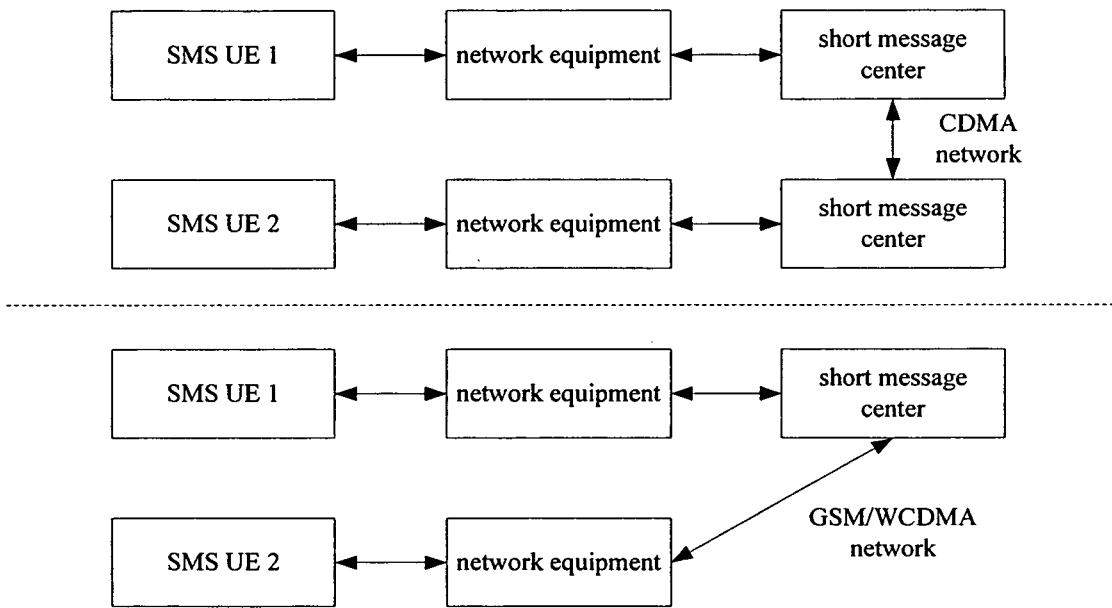 SMS UE 1
network equipment
short message
center
CDMA
network
SMS UE 2
network equipment
short message
center
SMS UE 1
network equipment
short message
center
GSM/WCDMA
network
SMS UE 2
network equipment